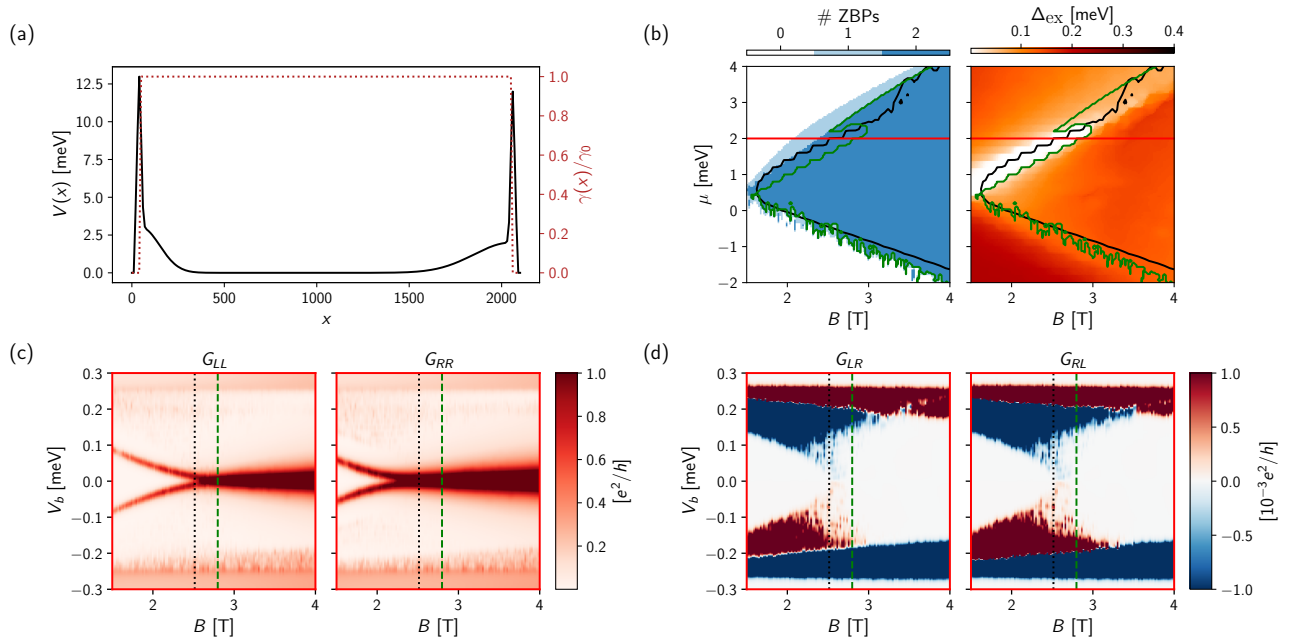 (a)
V(x) [meV]
12.5
10.0
7.5
5.0
2.5
0.0
0
500
1000
1500
2000
x
1.0
0.8
0.6
0.4
0.2
0.0
γ(x)/γ0
(b)
# ZBPs
0 1 2
Δex [meV]
0.1 0.2 0.3 0.4
μ [meV]
4
3
2
1
0
−1
−2
2 3 4
B [T]
2 3 4
B [T]
(c)
GLL
GRR
Vb [meV]
0.3
0.2
0.1
0.0
−0.1
−0.2
−0.3
2 3 4
B [T]
2 3 4
B [T]
1.0
0.8
0.6
0.4
0.2
[e2/h]
(d)
GLR
GRL
Vb [meV]
0.3
0.2
0.1
0.0
−0.1
−0.2
−0.3
2 3 4
B [T]
2 3 4
B [T]
1.0
0.5
0.0
−0.5
−1.0
[10−3e2/h]